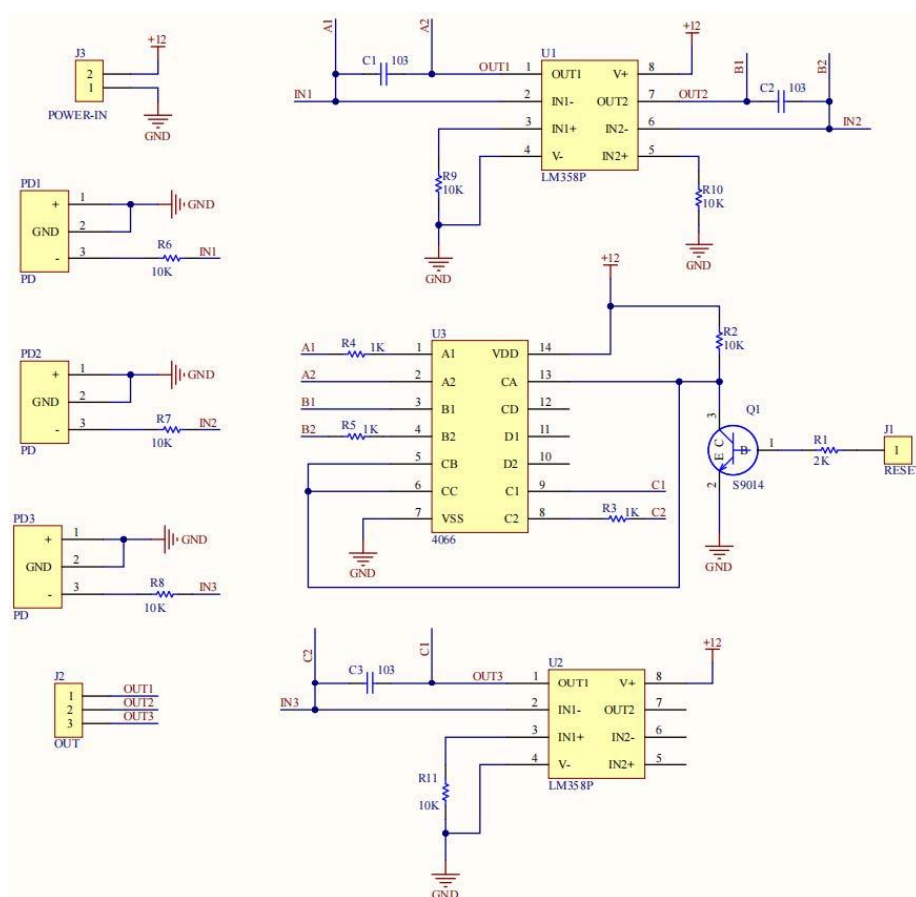 J3
+12
2
1
POWER-IN
GND
PD1
+
1
GND
GND
2
-
3
R6
IN1
10K
PD
PD2
+
1
GND
GND
2
-
3
R7
IN2
10K
PD
PD3
+
1
GND
GND
2
-
3
R8
IN3
10K
PD
J2
1
OUT1
2
OUT2
3
OUT3
OUT
A1
A2
C1
103
OUT1
IN1
U1
1
OUT1
V+
8
2
IN1-
OUT2
7
3
IN1+
IN2-
6
4
V-
IN2+
5
LM358P
+12
OUT2
B1
B2
C2
103
IN2
R9
10K
GND
R10
10K
GND
U3
A1
R4
1K
1
A1
VDD
14
A2
2
A2
CA
13
B1
3
B1
CD
12
B2
R5
1K
4
B2
D1
11
5
CB
D2
10
6
CC
C1
9
C1
7
VSS
C2
8
R3
1K
C2
4066
GND
+12
R2
10K
Q1
3
C
B
E
1
2
S9014
R1
2K
J1
1
RESE
GND
C2
C1
C3
103
OUT3
IN3
U2
1
OUT1
V+
8
2
IN1-
OUT2
7
3
IN1+
IN2-
6
4
V-
IN2+
5
LM358P
+12
R11
10K
GND